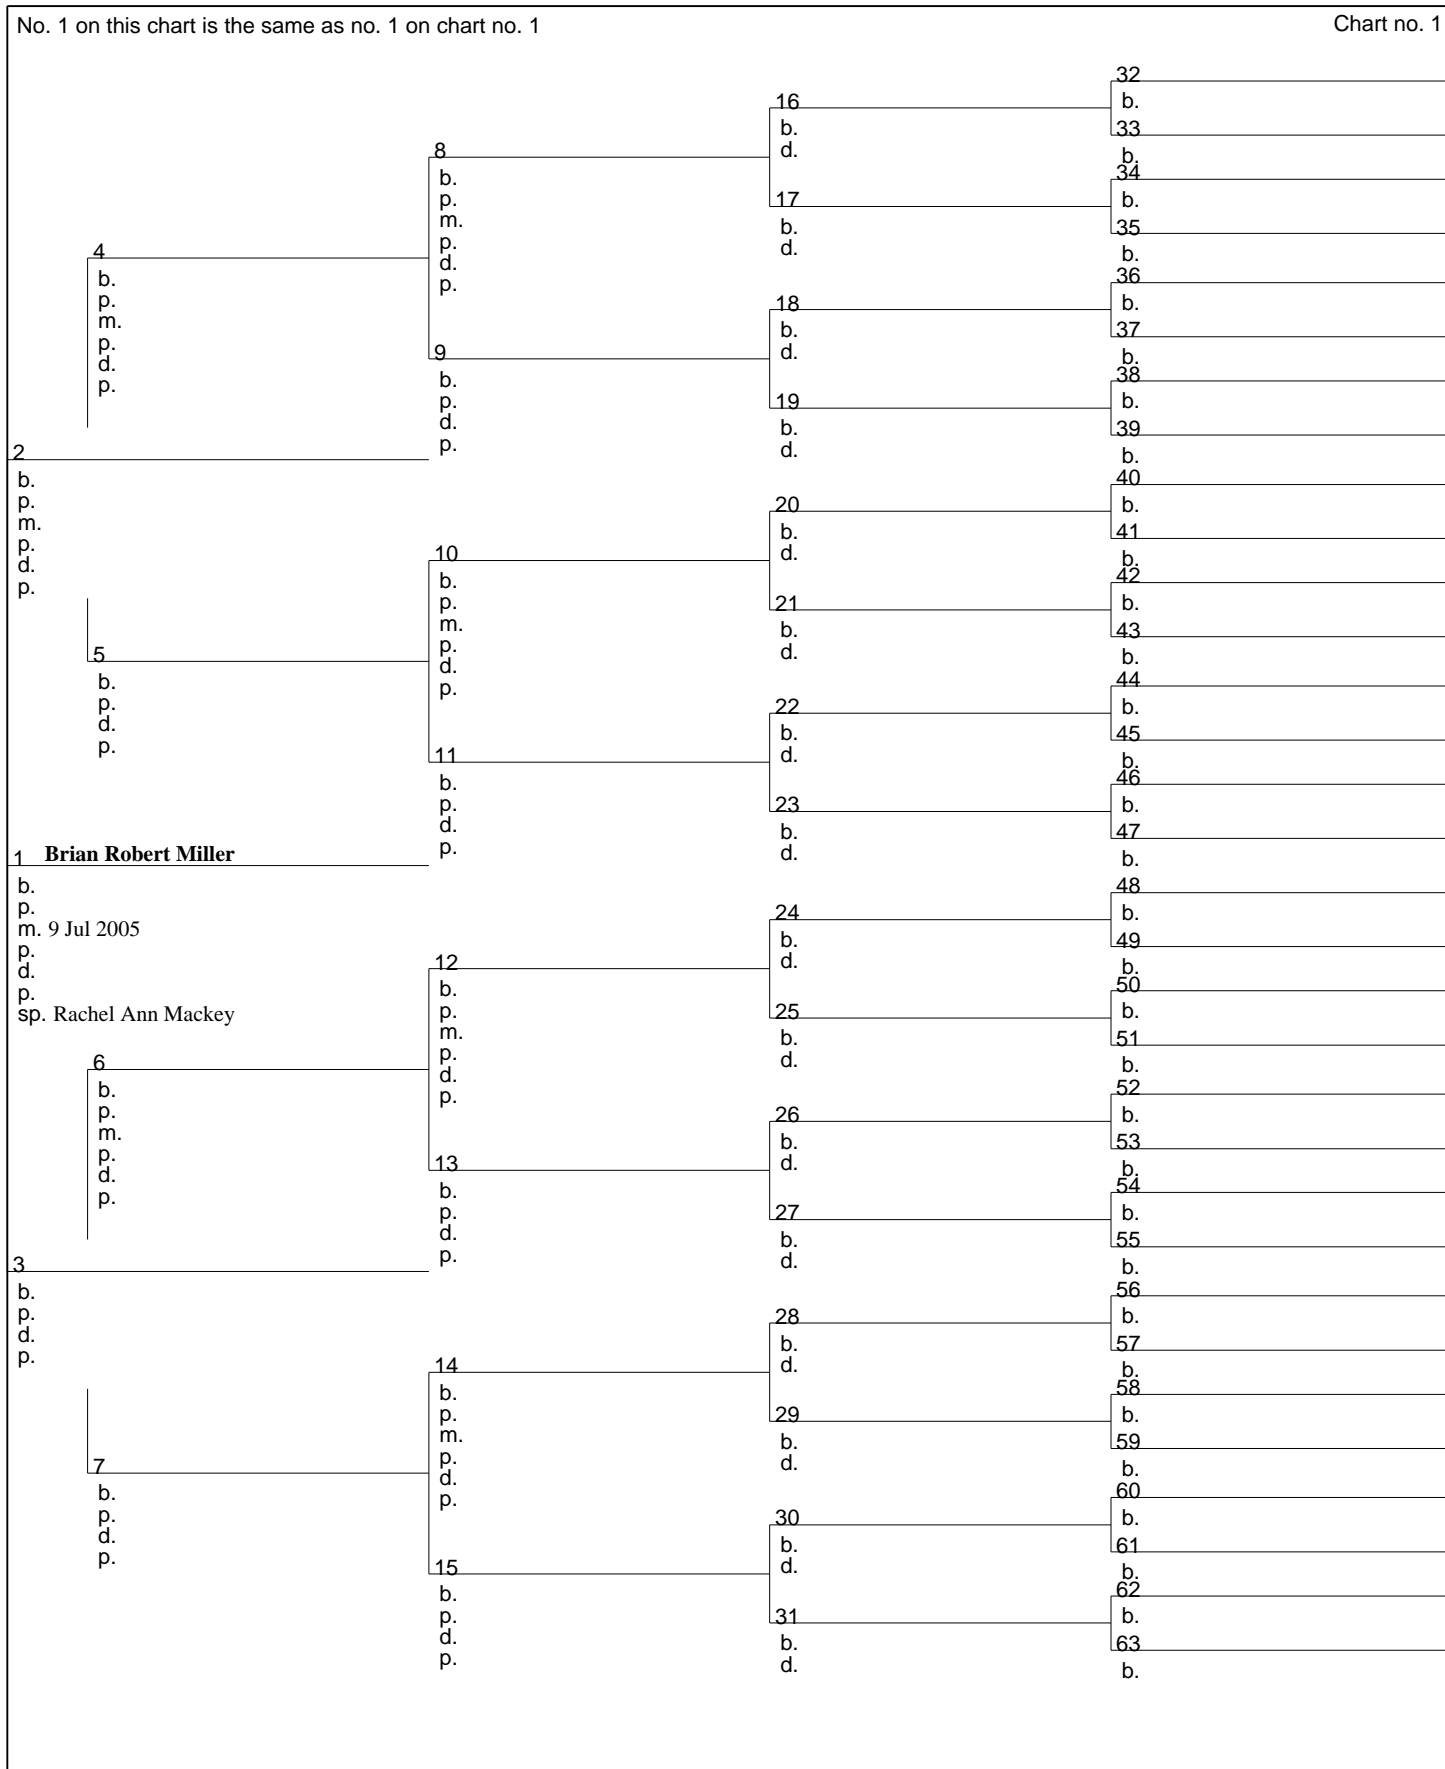 No. 1 on this chart is the same as no. 1 on chart no. 1
Chart no. 1
2
b.
p.
m.
p.
d.
p.
1 Brian Robert Miller
b.
p.
m. 9 Jul 2005
p.
d.
p.
sp. Rachel Ann Mackey
3
b.
p.
d.
p.
4
b.
p.
m.
p.
d.
p.
5
b.
p.
d.
p.
6
b.
p.
m.
p.
d.
p.
7
b.
p.
d.
p.
8
b.
p.
m.
p.
d.
p.
9
b.
p.
d.
p.
10
b.
p.
m.
p.
d.
p.
11
b.
p.
d.
p.
12
b.
p.
m.
p.
d.
p.
13
b.
p.
d.
p.
14
b.
p.
m.
p.
d.
p.
15
b.
p.
d.
p.
16
b.
d.
17
b.
d.
18
b.
d.
19
b.
d.
20
b.
d.
21
b.
d.
22
b.
d.
23
b.
d.
24
b.
d.
25
b.
d.
26
b.
d.
27
b.
d.
28
b.
d.
29
b.
d.
30
b.
d.
31
b.
d.
32
b.
33
b.
34
b.
35
b.
36
b.
37
b.
38
b.
39
b.
40
b.
41
b.
42
b.
43
b.
44
b.
45
b.
46
b.
47
b.
48
b.
49
b.
50
b.
51
b.
52
b.
53
b.
54
b.
55
b.
56
b.
57
b.
58
b.
59
b.
60
b.
61
b.
62
b.
63
b.